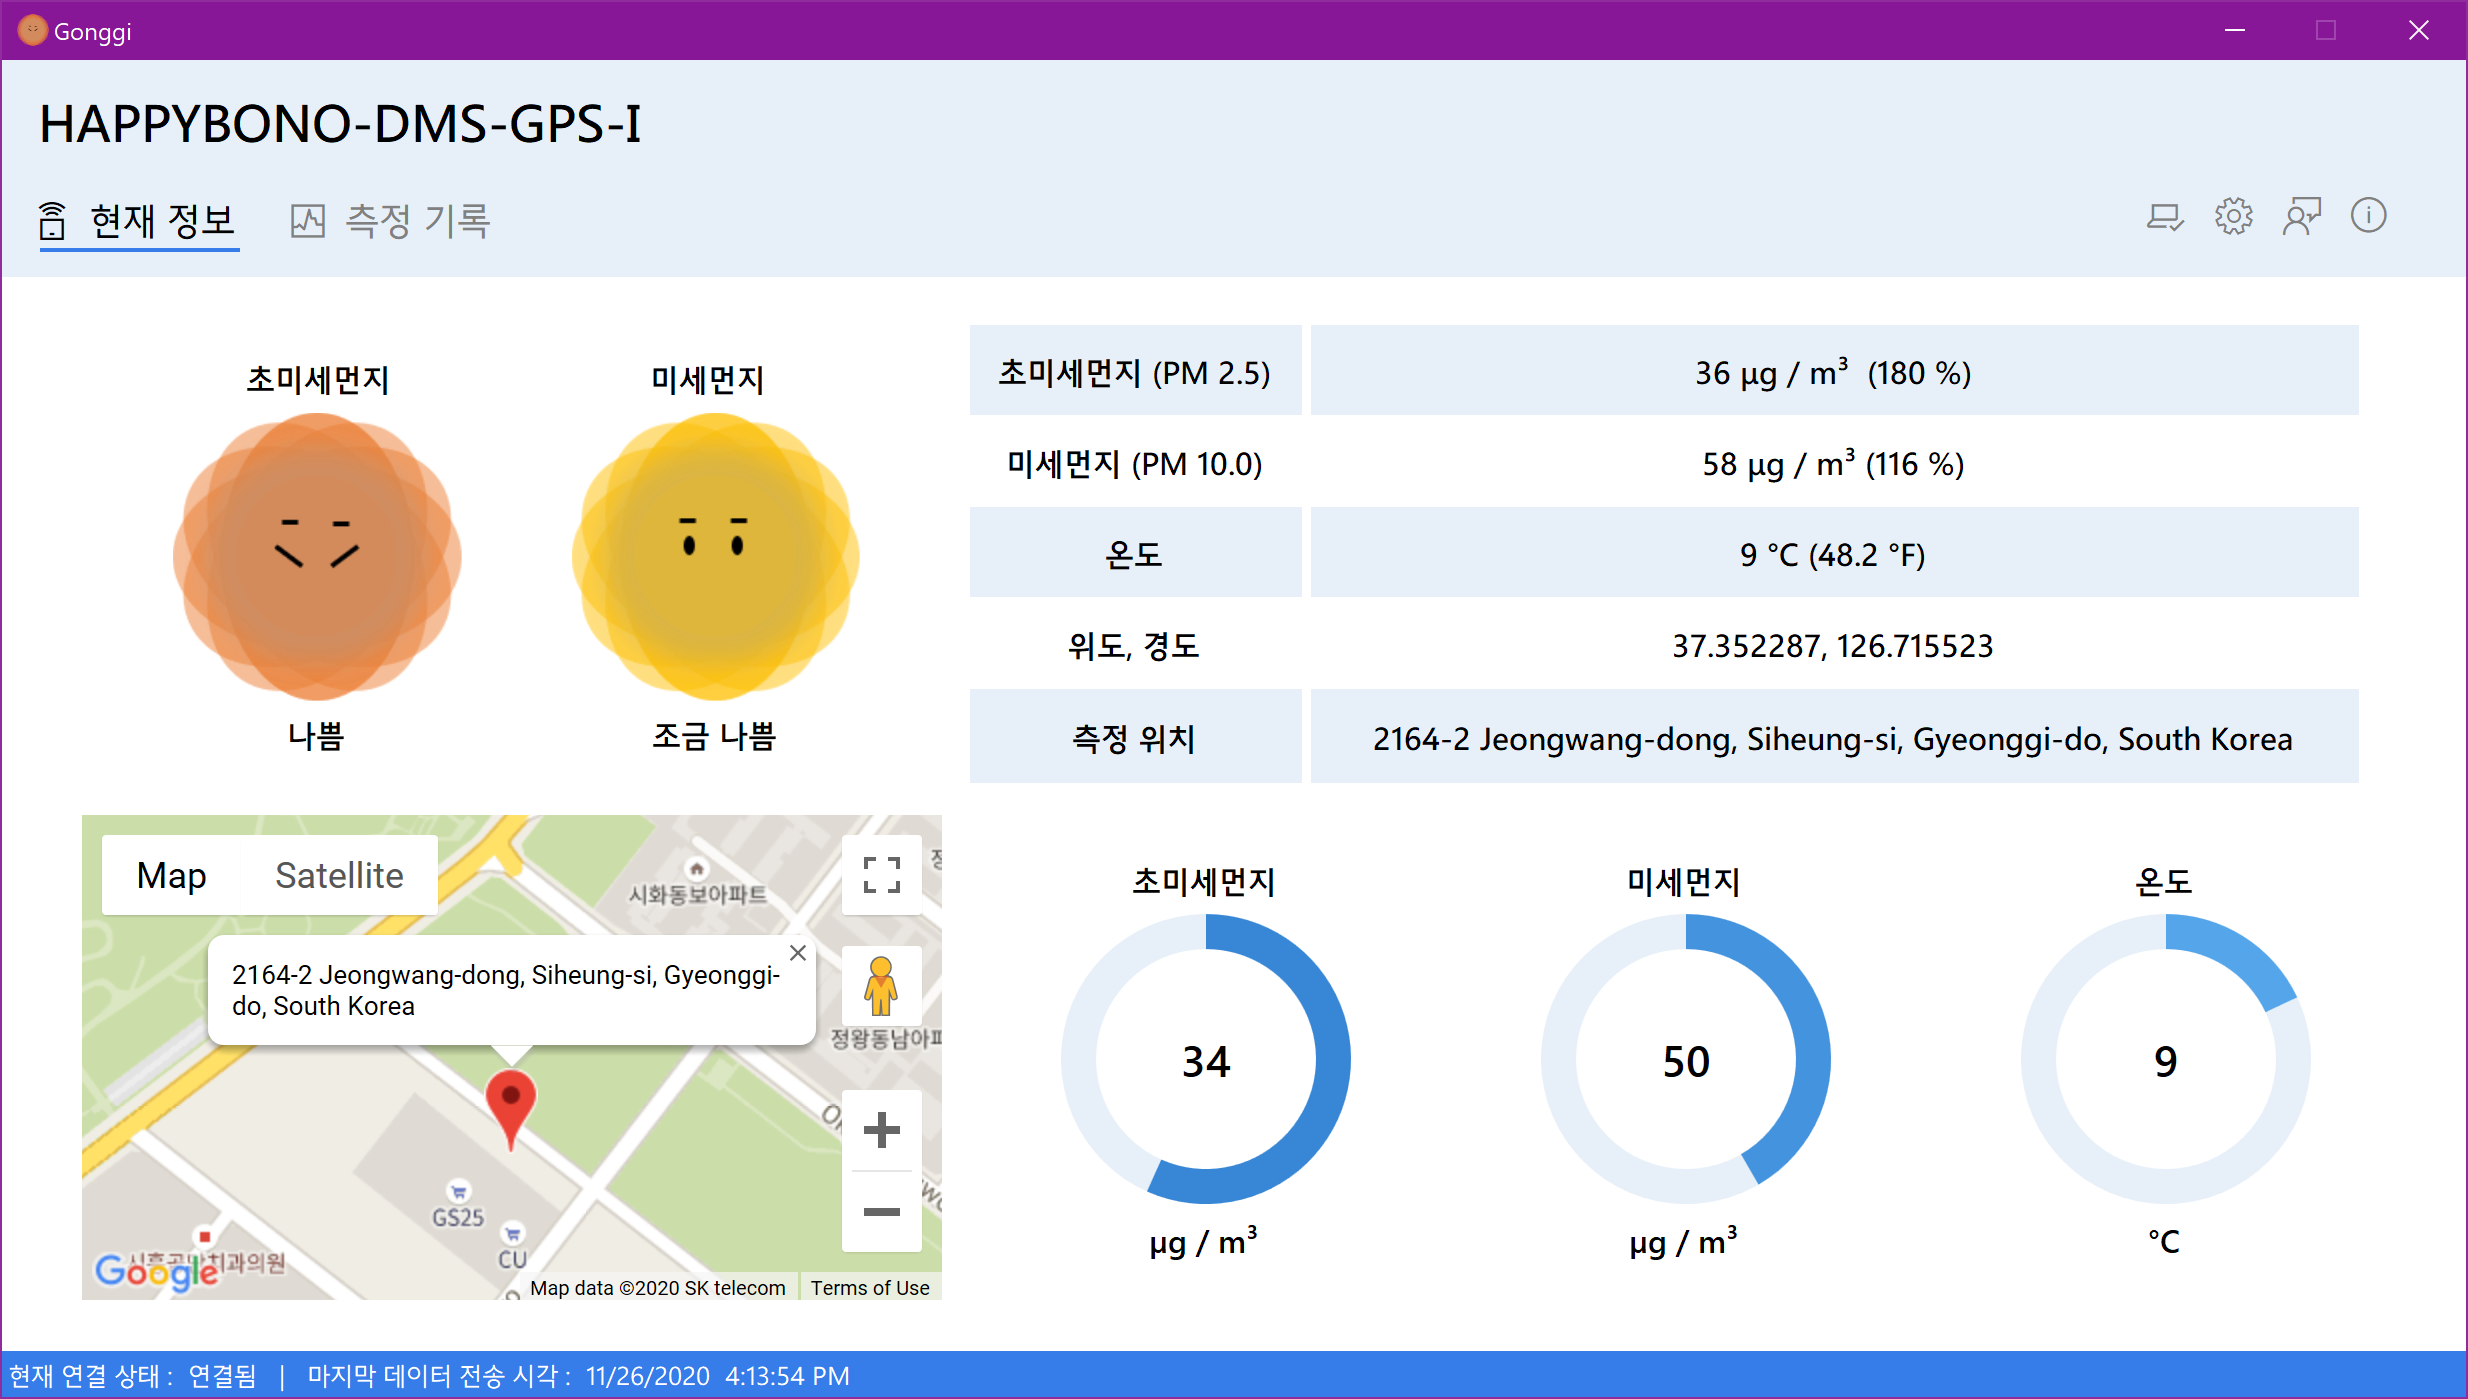 Gonggi
HAPPYBONO-DMS-GPS-I
현재 정보
측정 기록
초미세먼지
미세먼지
나쁨
조금 나쁨
초미세먼지 (PM 2.5)
36 µg / m³ (180 %)
미세먼지 (PM 10.0)
58 µg / m³ (116 %)
온도
9 °C (48.2 °F)
위도, 경도
37.352287, 126.715523
측정 위치
2164-2 Jeongwang-dong, Siheung-si, Gyeonggi-do, South Korea
Map
Satellite
시화동보아파트
2164-2 Jeongwang-dong, Siheung-si, Gyeonggi-
do, South Korea
GS25
CU
Google
Map data ©2020 SK telecom
Terms of Use
초미세먼지
34
µg / m³
미세먼지
50
µg / m³
온도
9
°C
현재 연결 상태 : 연결됨 | 마지막 데이터 전송 시각 : 11/26/2020 4:13:54 PM